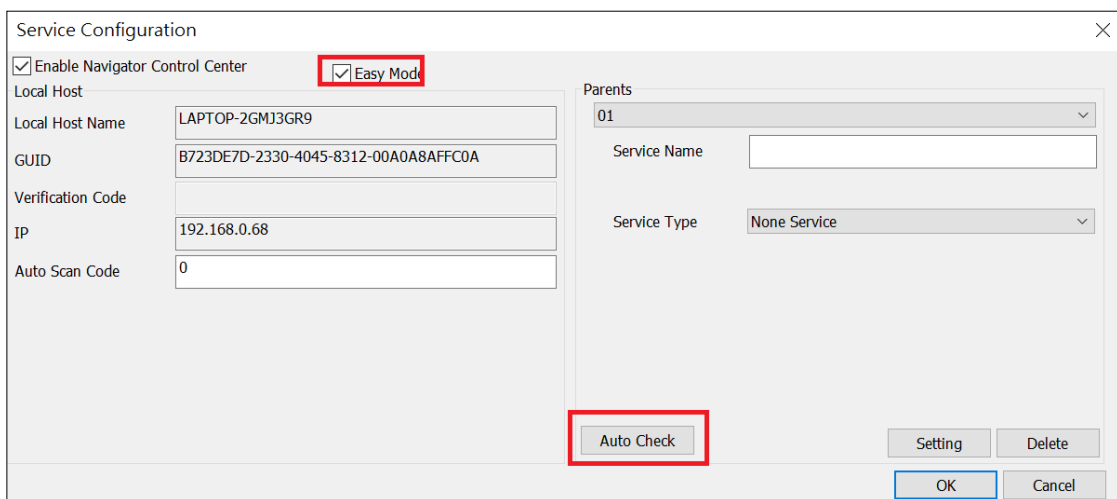 Service Configuration
Enable Navigator Control Center
Easy Mode
Local Host
Local Host Name
LAPTOP-2GMJ3GR9
GUID
B723DE7D-2330-4045-8312-00A0A8AFFC0A
Verification Code
IP
192.168.0.68
Auto Scan Code
0
Parents
01
Service Name
Service Type
None Service
Auto Check
Setting
Delete
OK
Cancel